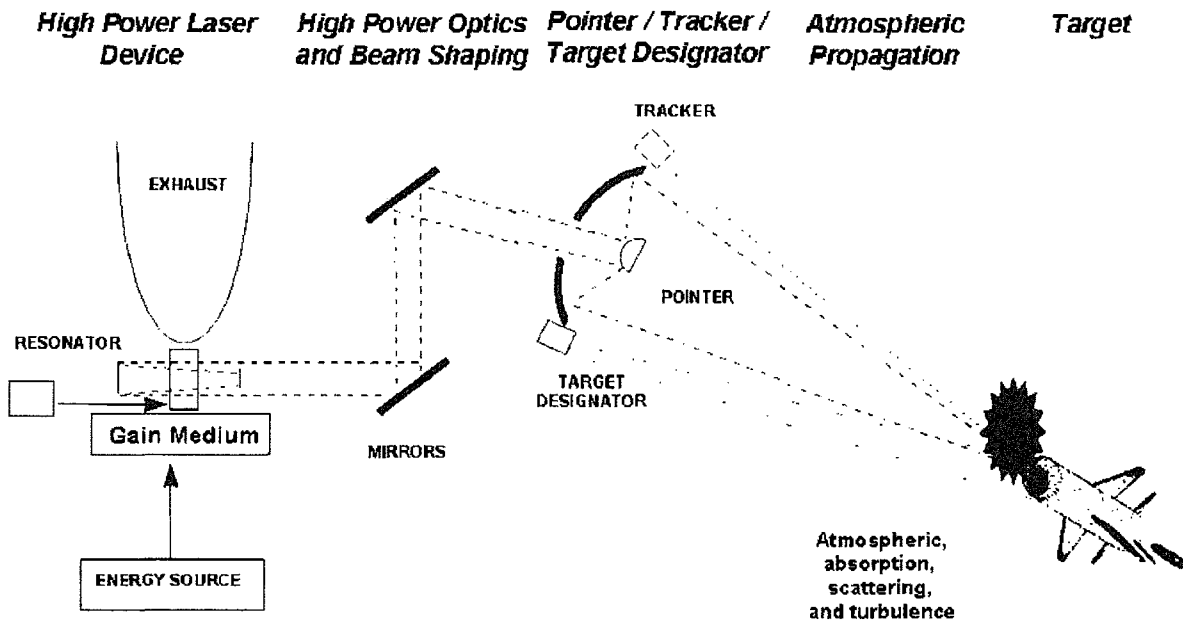 High Power Laser
Device
High Power Optics
and Beam Shaping
Pointer / Tracker /
Target Designator
Atmospheric
Propagation
Target
TRACKER
EXHAUST
POINTER
RESONATOR
TARGET
DESIGNATOR
Gain Medium
MIRRORS
ENERGY SOURCE
Atmospheric,
absorption,
scattering,
and turbulence